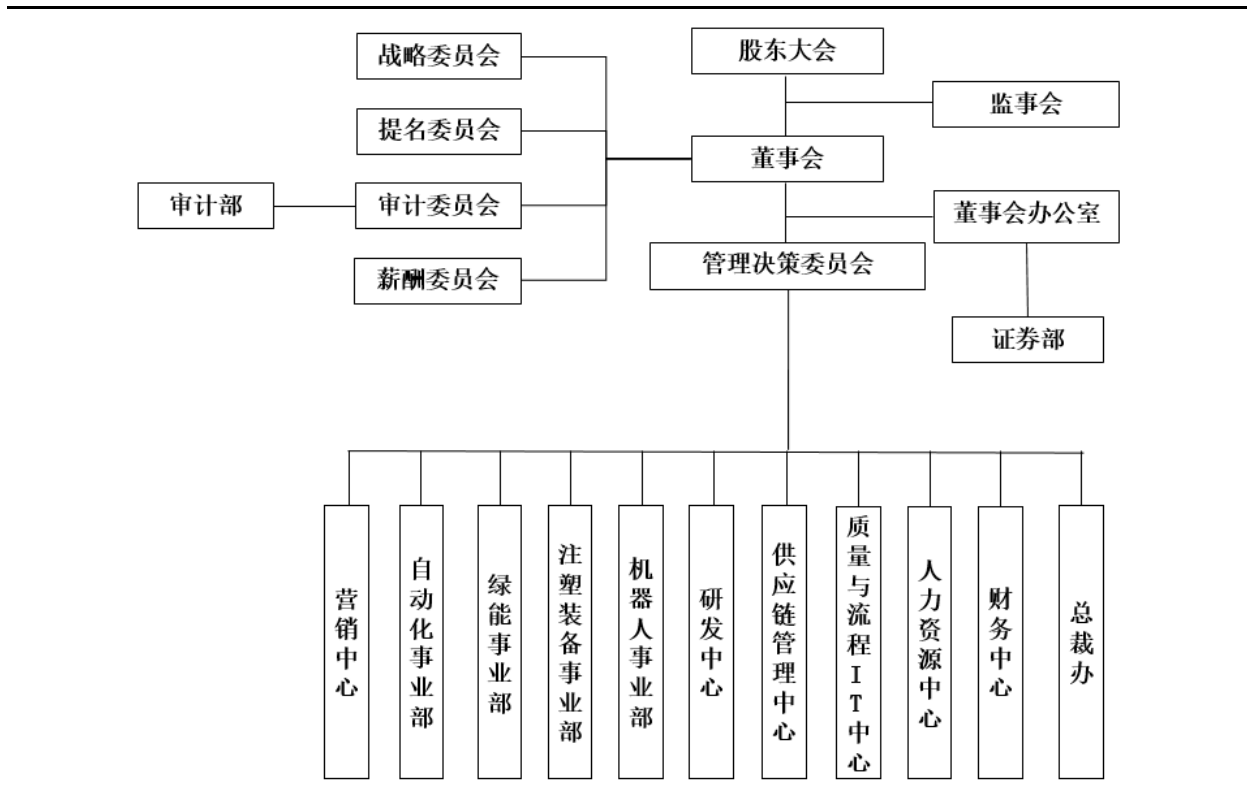 战略委员会
股东大会
监事会
提名委员会
董事会
审计部
审计委员会
董事会办公室
管理决策委员会
薪酬委员会
证券部
营销中心
自动化事业部
绿能事业部
注塑装备事业部
机器人事业部
研发中心
供应链管理中心
质量与流程IT中心
人力资源中心
财务中心
总裁办